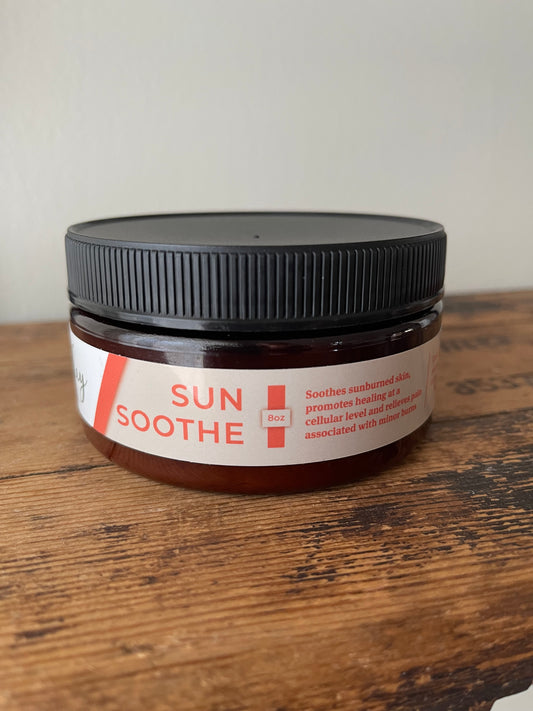 SUN
SOOTHE
8oz
Soothes sunburned skin,
promotes healing at a
cellular level and relieves pain
associated with minor burns